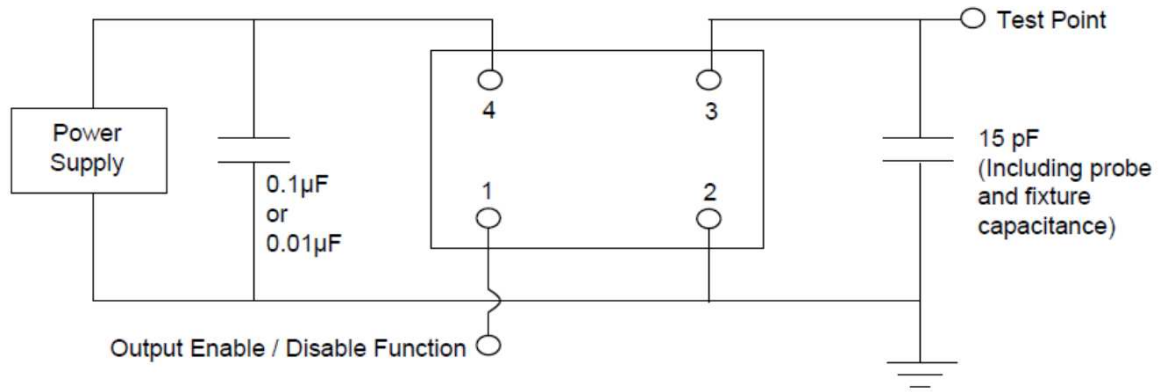 Test Point
4
3
Power
Supply
15 pF
(Including probe
and fixture
capacitance)
0.1µF
or
0.01µF
1
2
Output Enable / Disable Function